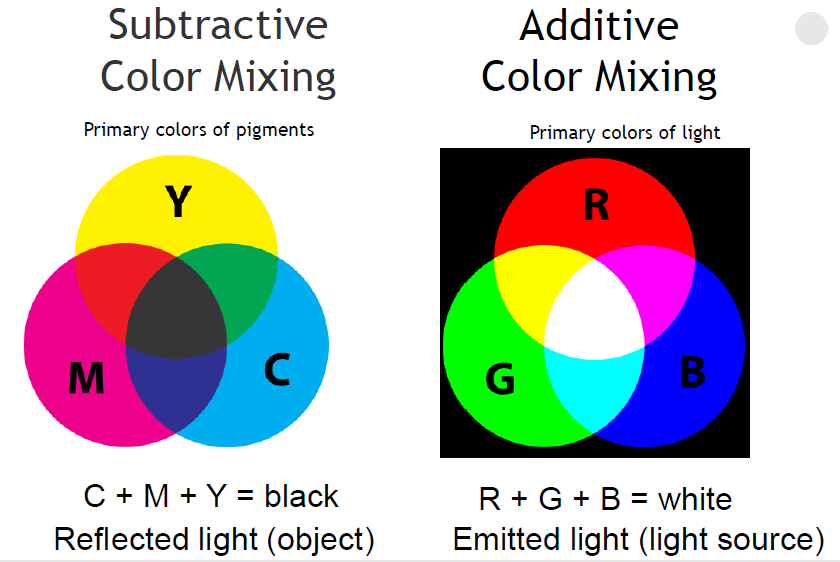 Subtractive
Color Mixing
Primary colors of pigments
Y
M
C
C + M + Y = black
Reflected light (object)
Additive
Color Mixing
Primary colors of light
R
G
B
R + G + B = white
Emitted light (light source)